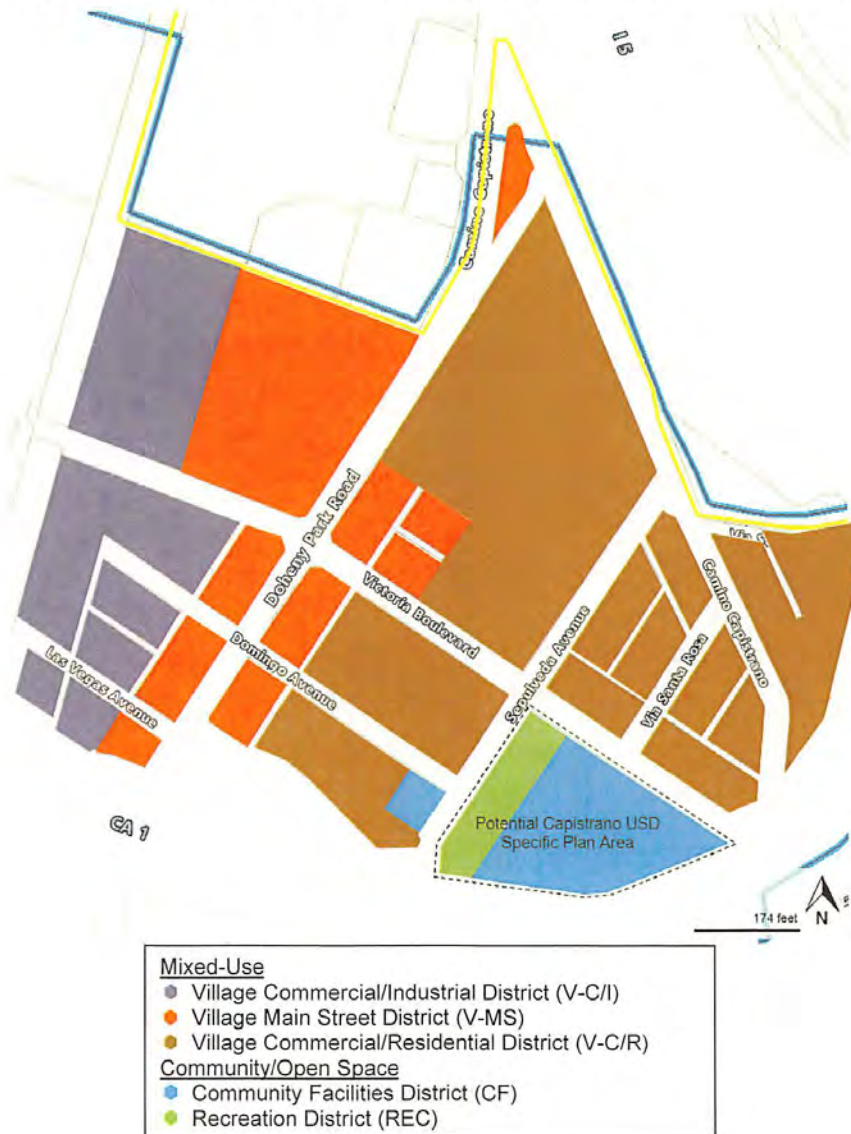 I 5
Camino Capistrano
Doheny Park Road
Victoria Boulevard
Domingo Avenue
Las Vegas Avenue
Sepulveda Avenue
Via Santa Rosa
Camino Capistrano
CA 1
Potential Capistrano USD
Specific Plan Area
174 feet
N
Mixed-Use
Village Commercial/Industrial District (V-C/I)
Village Main Street District (V-MS)
Village Commercial/Residential District (V-C/R)
Community/Open Space
Community Facilities District (CF)
Recreation District (REC)